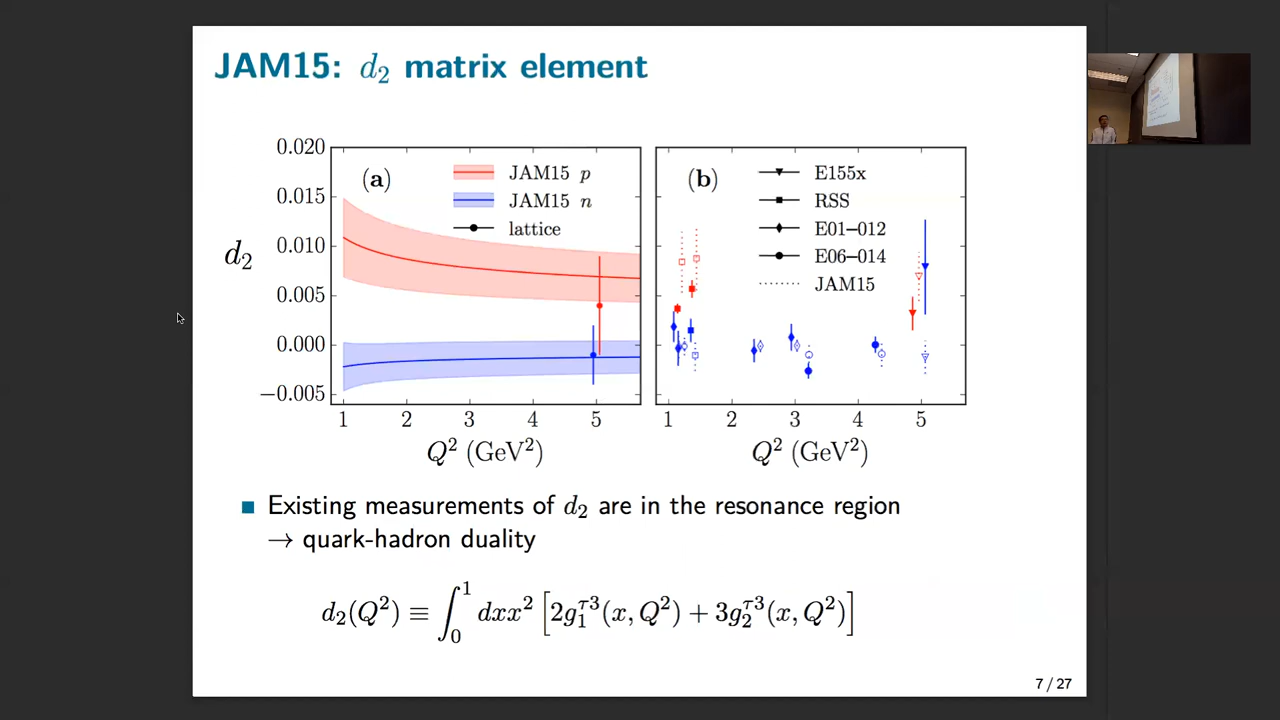 JAM15: d₂ matrix element
0.020
0.015
0.010
0.005
0.000
−0.005
d₂
(a)
JAM15 p
JAM15 n
lattice
1 2 3 4 5
Q² (GeV²)
(b)
E155x
RSS
E01–012
E06–014
JAM15
1 2 3 4 5
Q² (GeV²)
Existing measurements of d₂ are in the resonance region
→ quark-hadron duality
d₂(Q²) ≡ ∫₀¹ dxx² [2g₁^{τ3}(x, Q²) + 3g₂^{τ3}(x, Q²)]
7 / 27